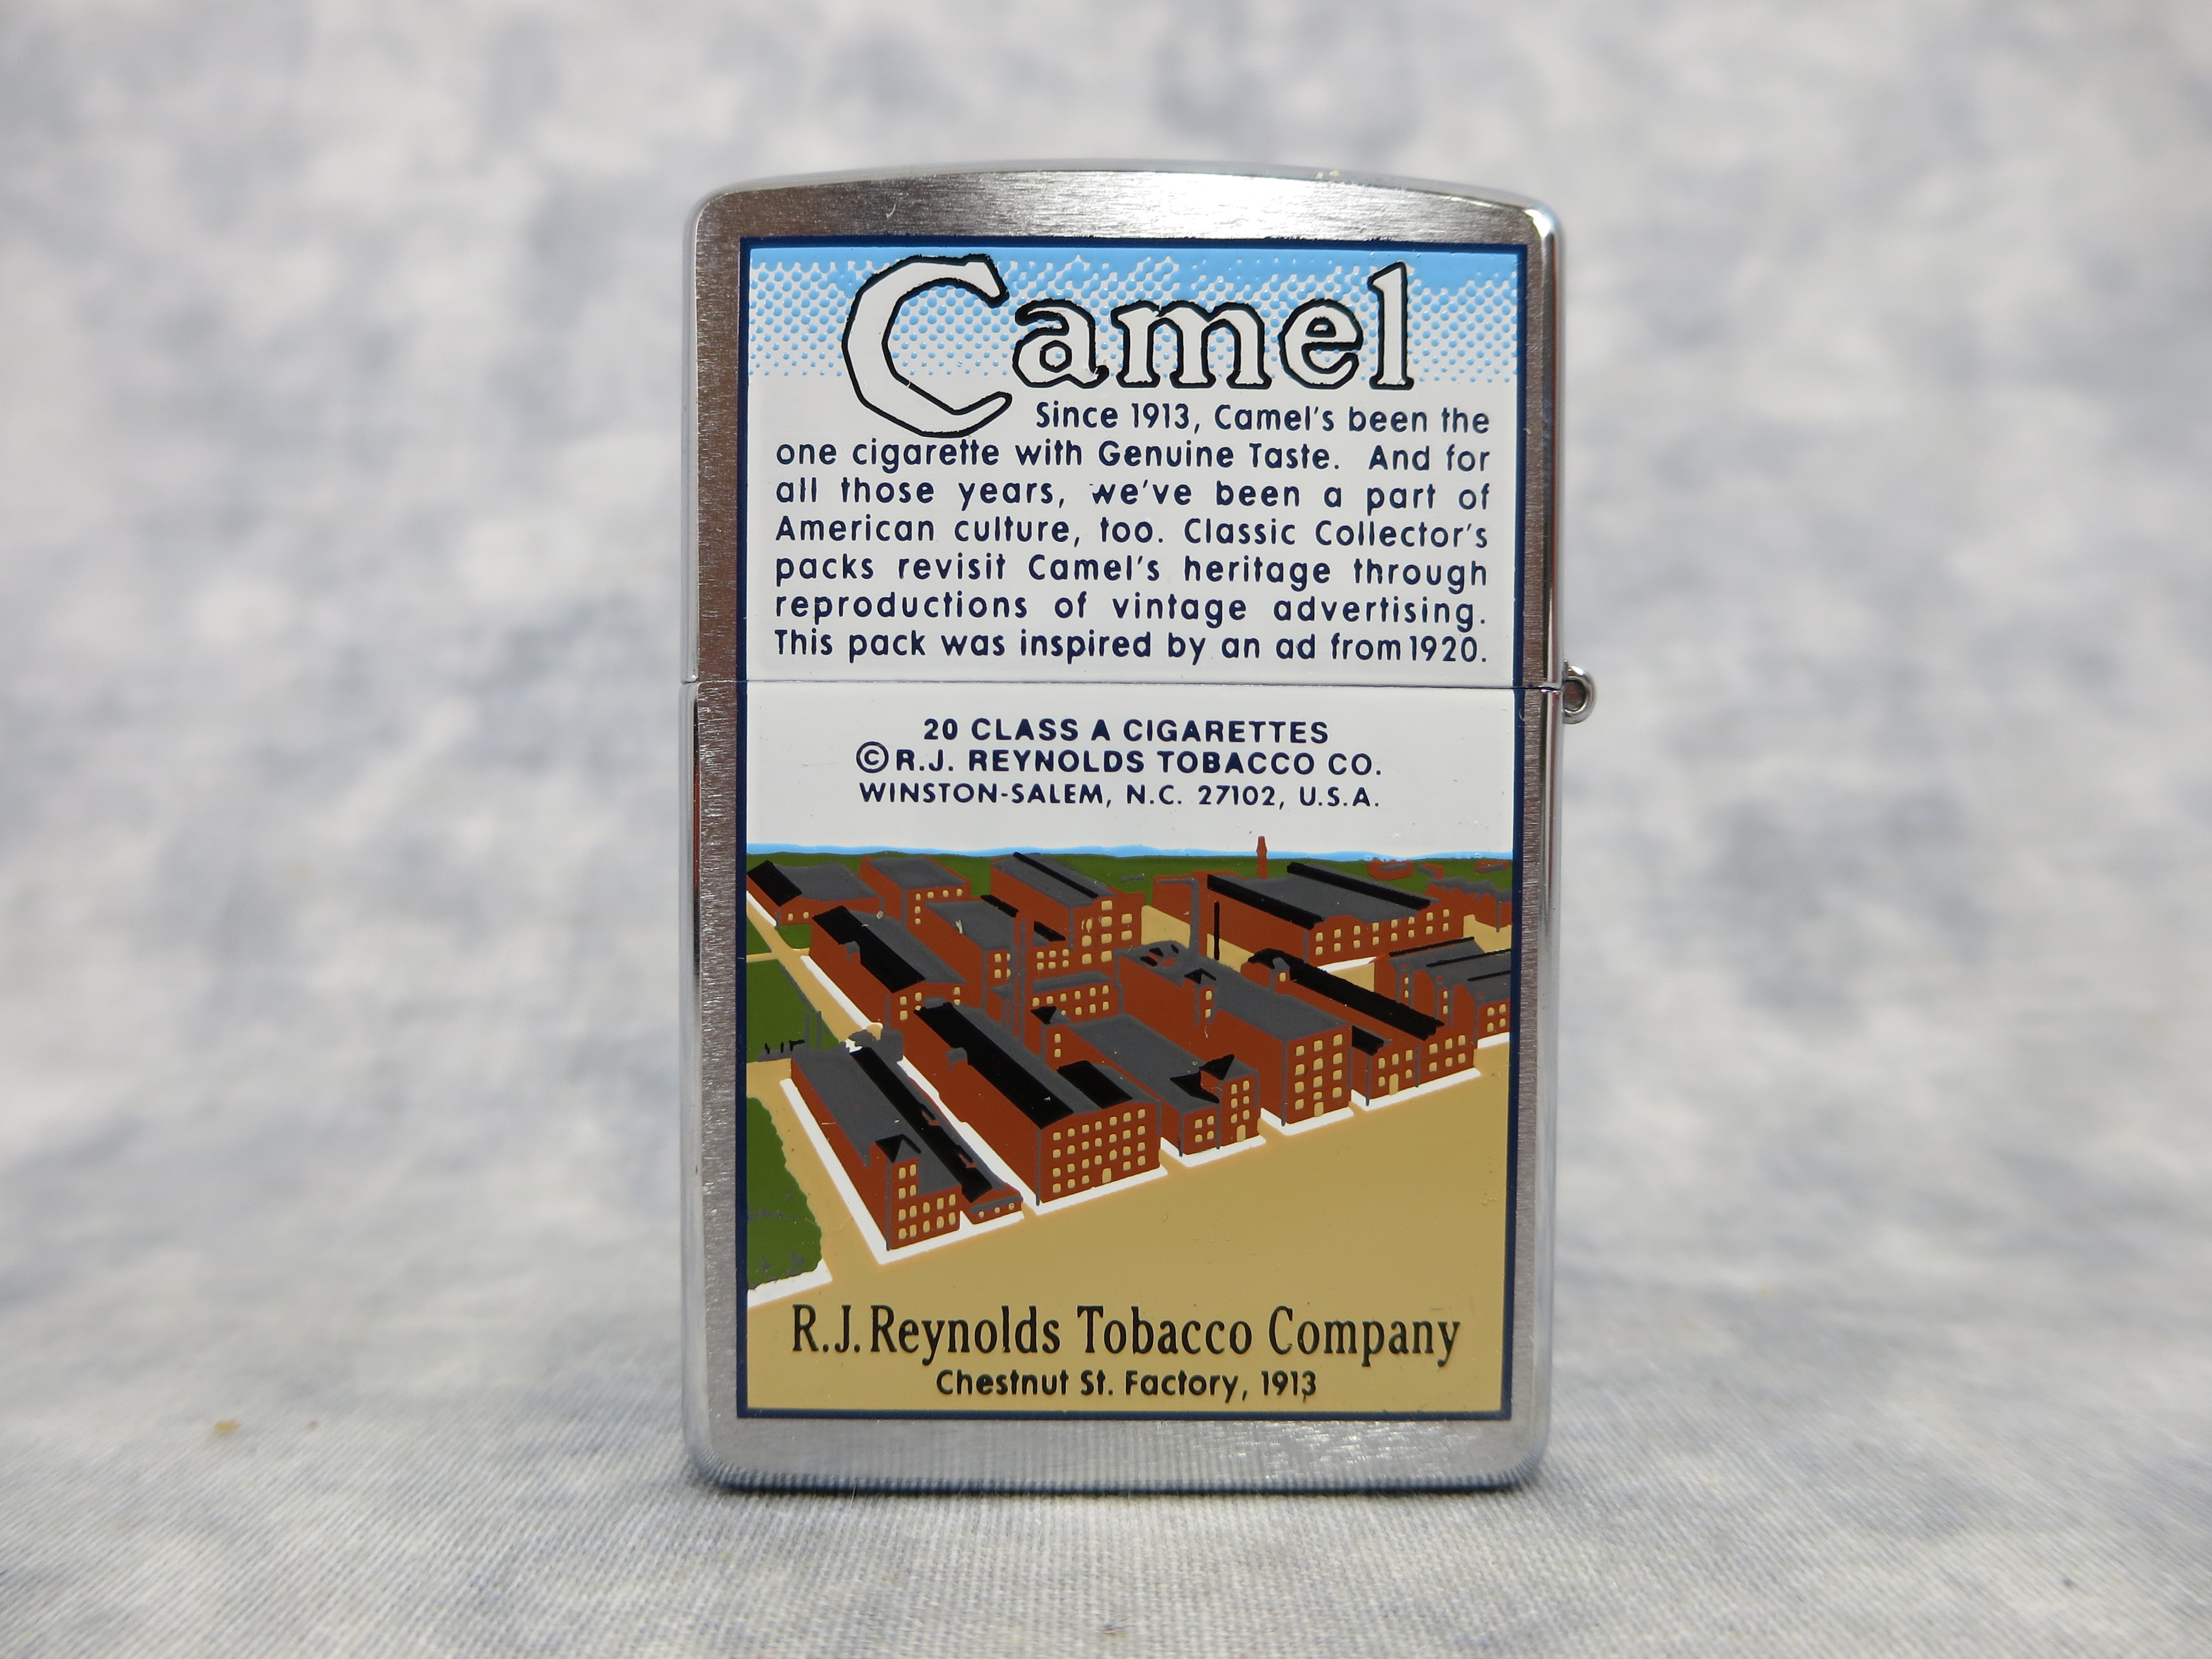 Camel
Since 1913, Camel's been the
one cigarette with Genuine Taste. And for
all those years, we've been a part of
American culture, too. Classic Collector's
packs revisit Camel's heritage through
reproductions of vintage advertising.
This pack was inspired by an ad from 1920.
20 CLASS A CIGARETTES
©R.J. REYNOLDS TOBACCO CO.
WINSTON-SALEM, N.C. 27102, U.S.A.
R.J. Reynolds Tobacco Company
Chestnut St. Factory, 1913